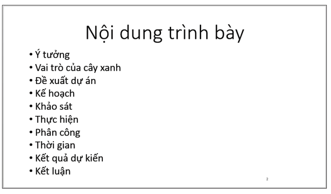 Nội dung trình bày
• Ý tưởng
• Vai trò của cây xanh
• Đề xuất dự án
• Kế hoạch
• Khảo sát
• Thực hiện
• Phân công
• Thời gian
• Kết quả dự kiến
• Kết luận